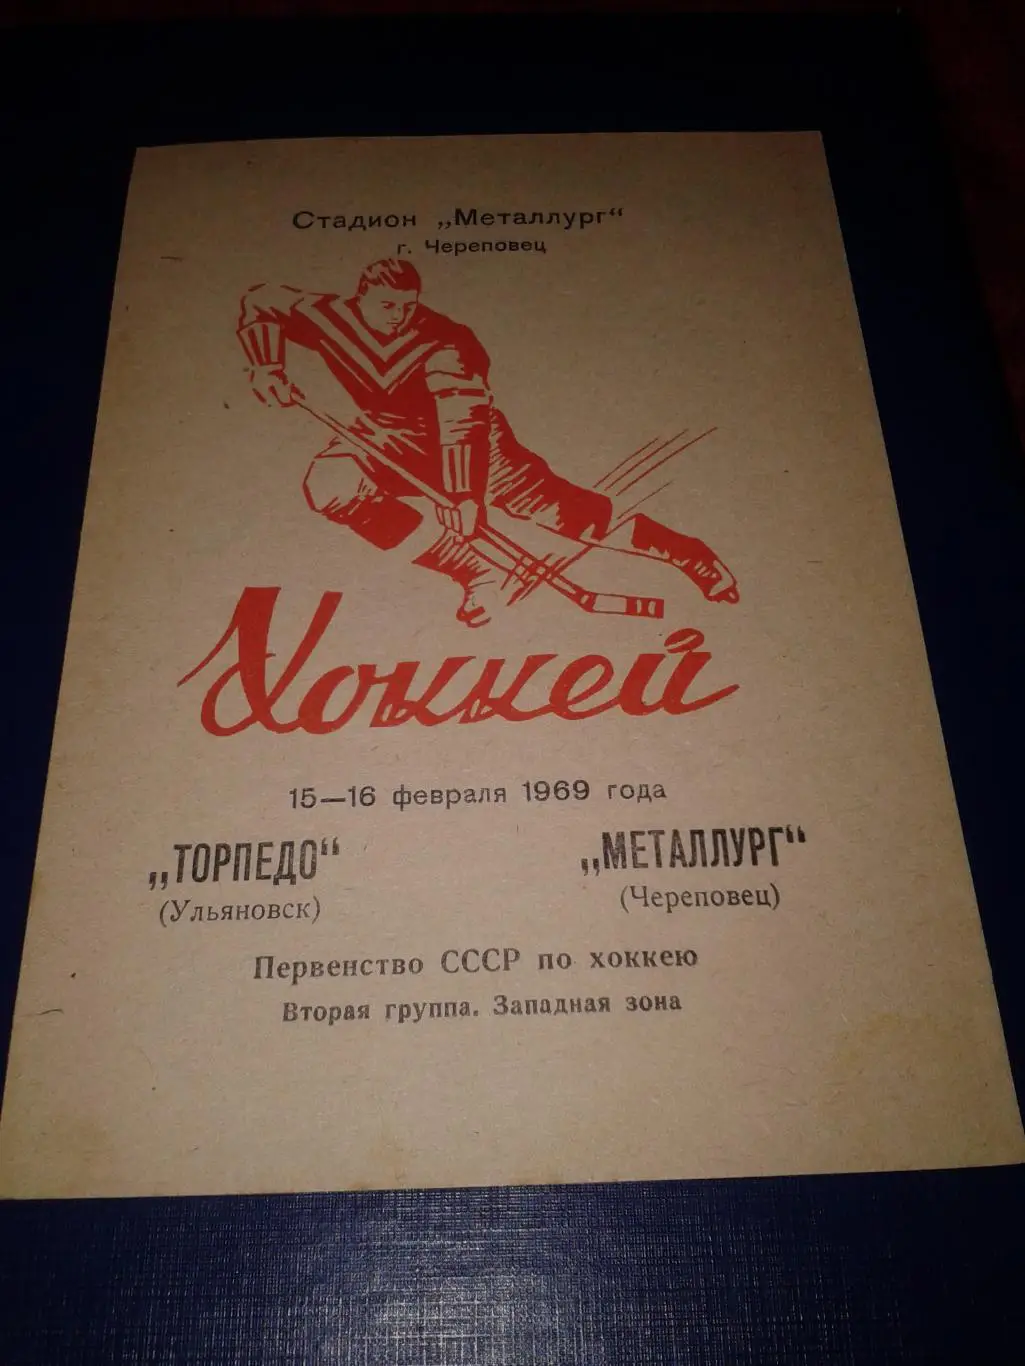 Стадион „Металлург“
г. Череповец
Хоккей
15—16 февраля 1969 года
„ТОРПЕДО“ „МЕТАЛЛУРГ“
(Ульяновск) (Череповец)
Первенство СССР по хоккею
Вторая группа. Западная зона